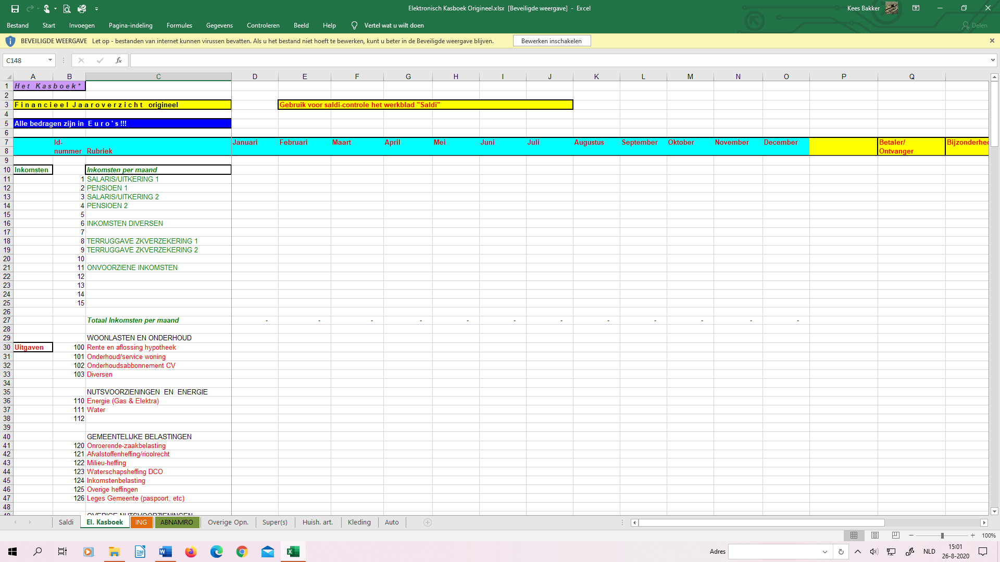 Elektronisch Kasboek Origineel.xlsx [Beveiligde weergave] - Excel
Kees Bakker
Bestand Start Invoegen Pagina-indeling Formules Gegevens Controleren Beeld Help Vertel wat u wilt doen Delen
BEVEILIGDE WEERGAVE Let op - bestanden van internet kunnen virussen bevatten. Als u het bestand niet hoeft te bewerken, kunt u beter in de Beveiligde weergave blijven. Bewerken inschakelen
C148 fx
A B C D E F G H I J K L M N O P Q
1 Het Kasboek*
2
3 Financieel Jaaroverzicht origineel Gebruik voor saldi-controle het werkblad "Saldi"
4
5 Alle bedragen zijn in Euro's!!!
6
7 Id- Januari Februari Maart April Mei Juni Juli Augustus September Oktober November December Betaler/ Bijzonderhed
8 nummer Rubriek Ontvanger
9
10 Inkomsten Inkomsten per maand
11 1 SALARIS/UITKERING 1
12 2 PENSIOEN 1
13 3 SALARIS/UITKERING 2
14 4 PENSIOEN 2
15 5
16 6 INKOMSTEN DIVERSEN
17 7
18 8 TERRUGGAVE ZKVERZEKERING 1
19 9 TERRUGGAVE ZKVERZEKERING 2
20 10
21 11 ONVOORZIENE INKOMSTEN
22 12
23 13
24 14
25 15
26
27 Totaal Inkomsten per maand - - - - - - - - - - - -
28
29 WOONLASTEN EN ONDERHOUD
30 Uitgaven 100 Rente en aflossing hypotheek
31 101 Onderhoud/service woning
32 102 Onderhoudsabbonnement CV
33 103 Diversen
34
35 NUTSVOORZIENINGEN EN ENERGIE
36 110 Energie (Gas & Elektra)
37 111 Water
38 112
39
40 GEMEENTELIJKE BELASTINGEN
41 120 Onroerende-zaakbelasting
42 121 Afvalstoffenheffing/rioolrecht
43 122 Milieu-heffing
44 123 Waterschapsheffing DCO
45 124 Inkomstenbelasting
46 125 Overige heffingen
47 126 Leges Gemeente (paspoort, etc)
48
49 OVERIGE NUTSVOORZIENINGEN
Saldi El. Kasboek ING ABNAMRO Overige Opn. Super(s) Huish. art. Kleding Auto
100%
Adres NLD 15:01
26-8-2020